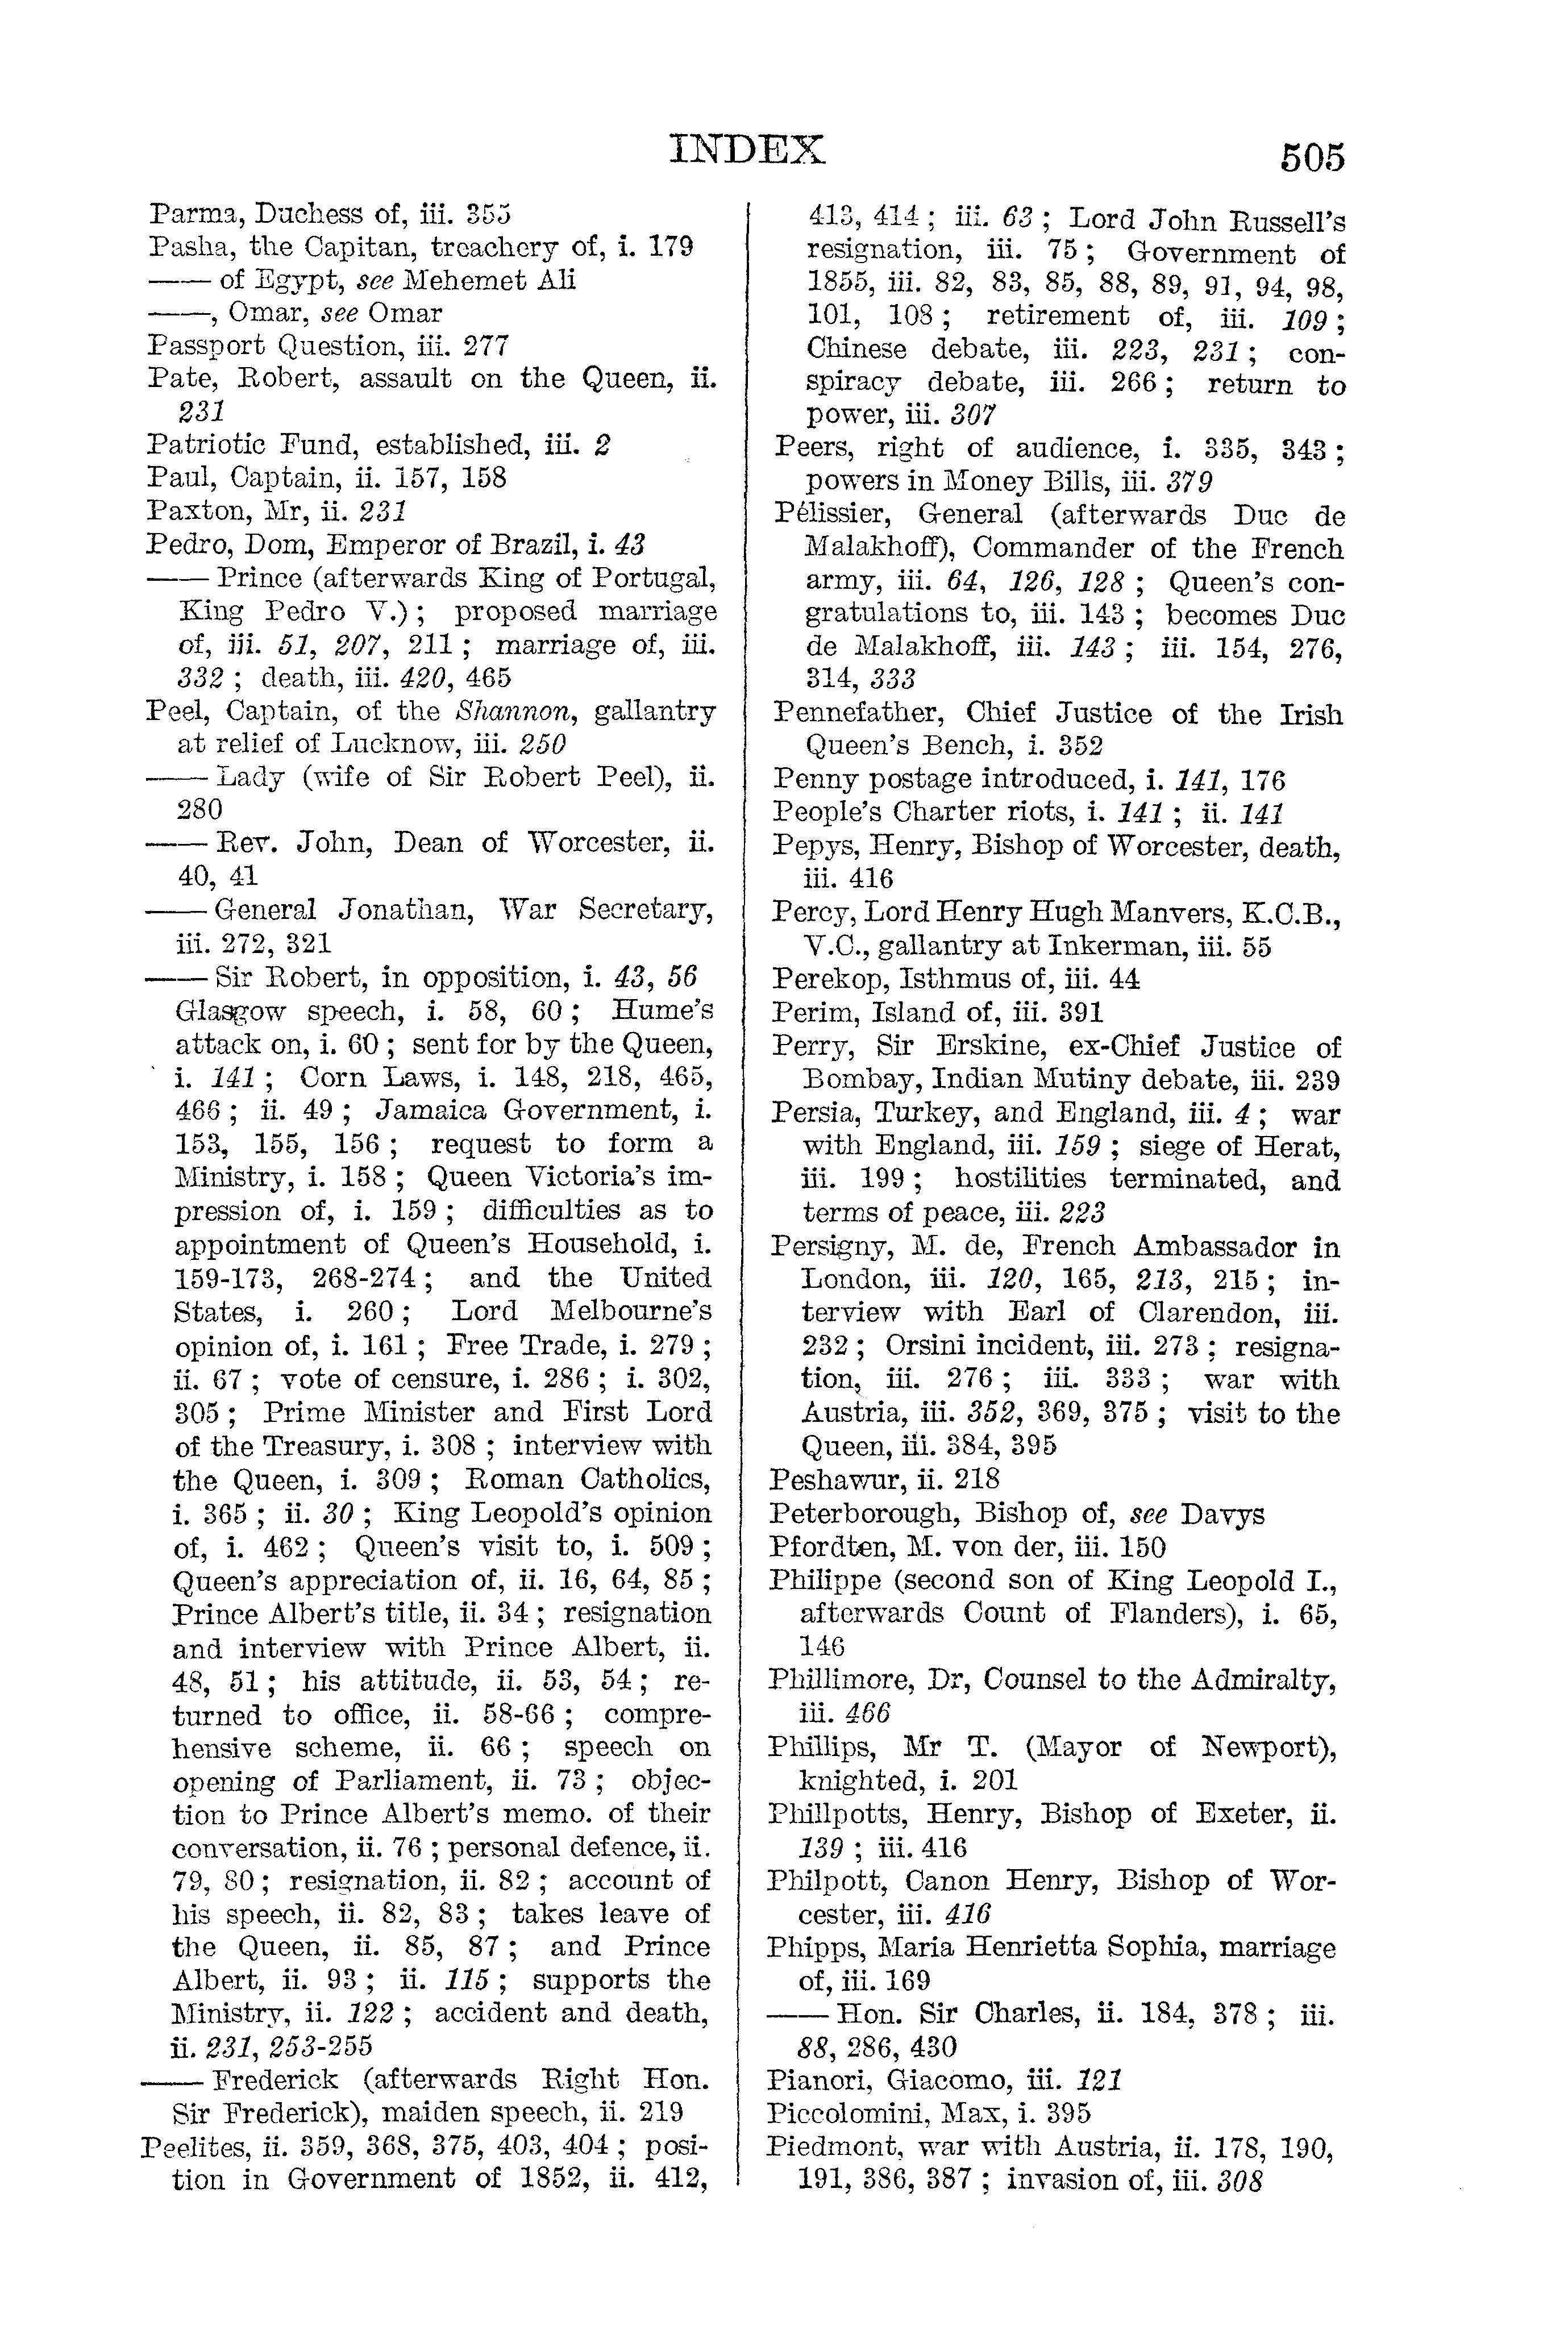 INDEX
505
Parma, Duchess of, iii. 355
Pasha, the Capitan, treachery of, i. 179
—— of Egypt, see Mehemet Ali
——, Omar, see Omar
Passport Question, iii. 277
Pate, Robert, assault on the Queen, ii.
231
Patriotic Fund, established, iii. 2
Paul, Captain, ii. 157, 158
Paxton, Mr, ii. 231
Pedro, Dom, Emperor of Brazil, i. 43
—— Prince (afterwards King of Portugal,
King Pedro V.); proposed marriage
of, iii. 51, 207, 211; marriage of, iii.
332; death, iii. 420, 465
Peel, Captain, of the Shannon, gallantry
at relief of Lucknow, iii. 250
—— Lady (wife of Sir Robert Peel), ii.
280
—— Rev. John, Dean of Worcester, ii.
40, 41
—— General Jonathan, War Secretary,
iii. 272, 321
—— Sir Robert, in opposition, i. 43, 56
Glasgow speech, i. 58, 60; Hume's
attack on, i. 60; sent for by the Queen,
i. 141; Corn Laws, i. 148, 218, 465,
466; ii. 49; Jamaica Government, i.
153, 155, 156; request to form a
Ministry, i. 158; Queen Victoria's im-
pression of, i. 159; difficulties as to
appointment of Queen's Household, i.
159-173, 268-274; and the United
States, i. 260; Lord Melbourne's
opinion of, i. 161; Free Trade, i. 279;
ii. 67; vote of censure, i. 286; i. 302,
305; Prime Minister and First Lord
of the Treasury, i. 308; interview with
the Queen, i. 309; Roman Catholics,
i. 365; ii. 30; King Leopold's opinion
of, i. 462; Queen's visit to, i. 509;
Queen's appreciation of, ii. 16, 64, 85;
Prince Albert's title, ii. 34; resignation
and interview with Prince Albert, ii.
48, 51; his attitude, ii. 53, 54; re-
turned to office, ii. 58-66; compre-
hensive scheme, ii. 66; speech on
opening of Parliament, ii. 73; objec-
tion to Prince Albert's memo. of their
conversation, ii. 76; personal defence, ii.
79, 80; resignation, ii. 82; account of
his speech, ii. 82, 83; takes leave of
the Queen, ii. 85, 87; and Prince
Albert, ii. 93; ii. 115; supports the
Ministry, ii. 122; accident and death,
ii. 231, 253-255
—— Frederick (afterwards Right Hon.
Sir Frederick), maiden speech, ii. 219
Peelites, ii. 359, 368, 375, 403, 404; posi-
tion in Government of 1852, ii. 412,
413, 414; iii. 63; Lord John Russell's
resignation, iii. 75; Government of
1855, iii. 82, 83, 85, 88, 89, 91, 94, 98,
101, 108; retirement of, iii. 109;
Chinese debate, iii. 223, 231; con-
spiracy debate, iii. 266; return to
power, iii. 307
Peers, right of audience, i. 335, 343;
powers in Money Bills, iii. 379
Pélissier, General (afterwards Duc de
Malakhoff), Commander of the French
army, iii. 64, 126, 128; Queen's con-
gratulations to, iii. 143; becomes Duc
de Malakhoff, iii. 143; iii. 154, 276,
314, 333
Pennefather, Chief Justice of the Irish
Queen's Bench, i. 352
Penny postage introduced, i. 141, 176
People's Charter riots, i. 141; ii. 141
Pepys, Henry, Bishop of Worcester, death,
iii. 416
Percy, Lord Henry Hugh Manvers, K.C.B.,
V.C., gallantry at Inkerman, iii. 55
Perekop, Isthmus of, iii. 44
Perim, Island of, iii. 391
Perry, Sir Erskine, ex-Chief Justice of
Bombay, Indian Mutiny debate, iii. 239
Persia, Turkey, and England, iii. 4; war
with England, iii. 159; siege of Herat,
iii. 199; hostilities terminated, and
terms of peace, iii. 223
Persigny, M. de, French Ambassador in
London, iii. 120, 165, 213, 215; in-
terview with Earl of Clarendon, iii.
232; Orsini incident, iii. 273; resigna-
tion, iii. 276; iii. 333; war with
Austria, iii. 352, 369, 375; visit to the
Queen, iii. 384, 395
Peshawur, ii. 218
Peterborough, Bishop of, see Davys
Pfordten, M. von der, iii. 150
Philippe (second son of King Leopold I.,
afterwards Count of Flanders), i. 65,
146
Phillimore, Dr, Counsel to the Admiralty,
iii. 466
Phillips, Mr T. (Mayor of Newport),
knighted, i. 201
Phillpotts, Henry, Bishop of Exeter, ii.
139; iii. 416
Philpott, Canon Henry, Bishop of Wor-
cester, iii. 416
Phipps, Maria Henrietta Sophia, marriage
of, iii. 169
—— Hon. Sir Charles, ii. 184, 378; iii.
88, 286, 430
Pianori, Giacomo, iii. 121
Piccolomini, Max, i. 395
Piedmont, war with Austria, ii. 178, 190,
191, 386, 387; invasion of, iii. 308